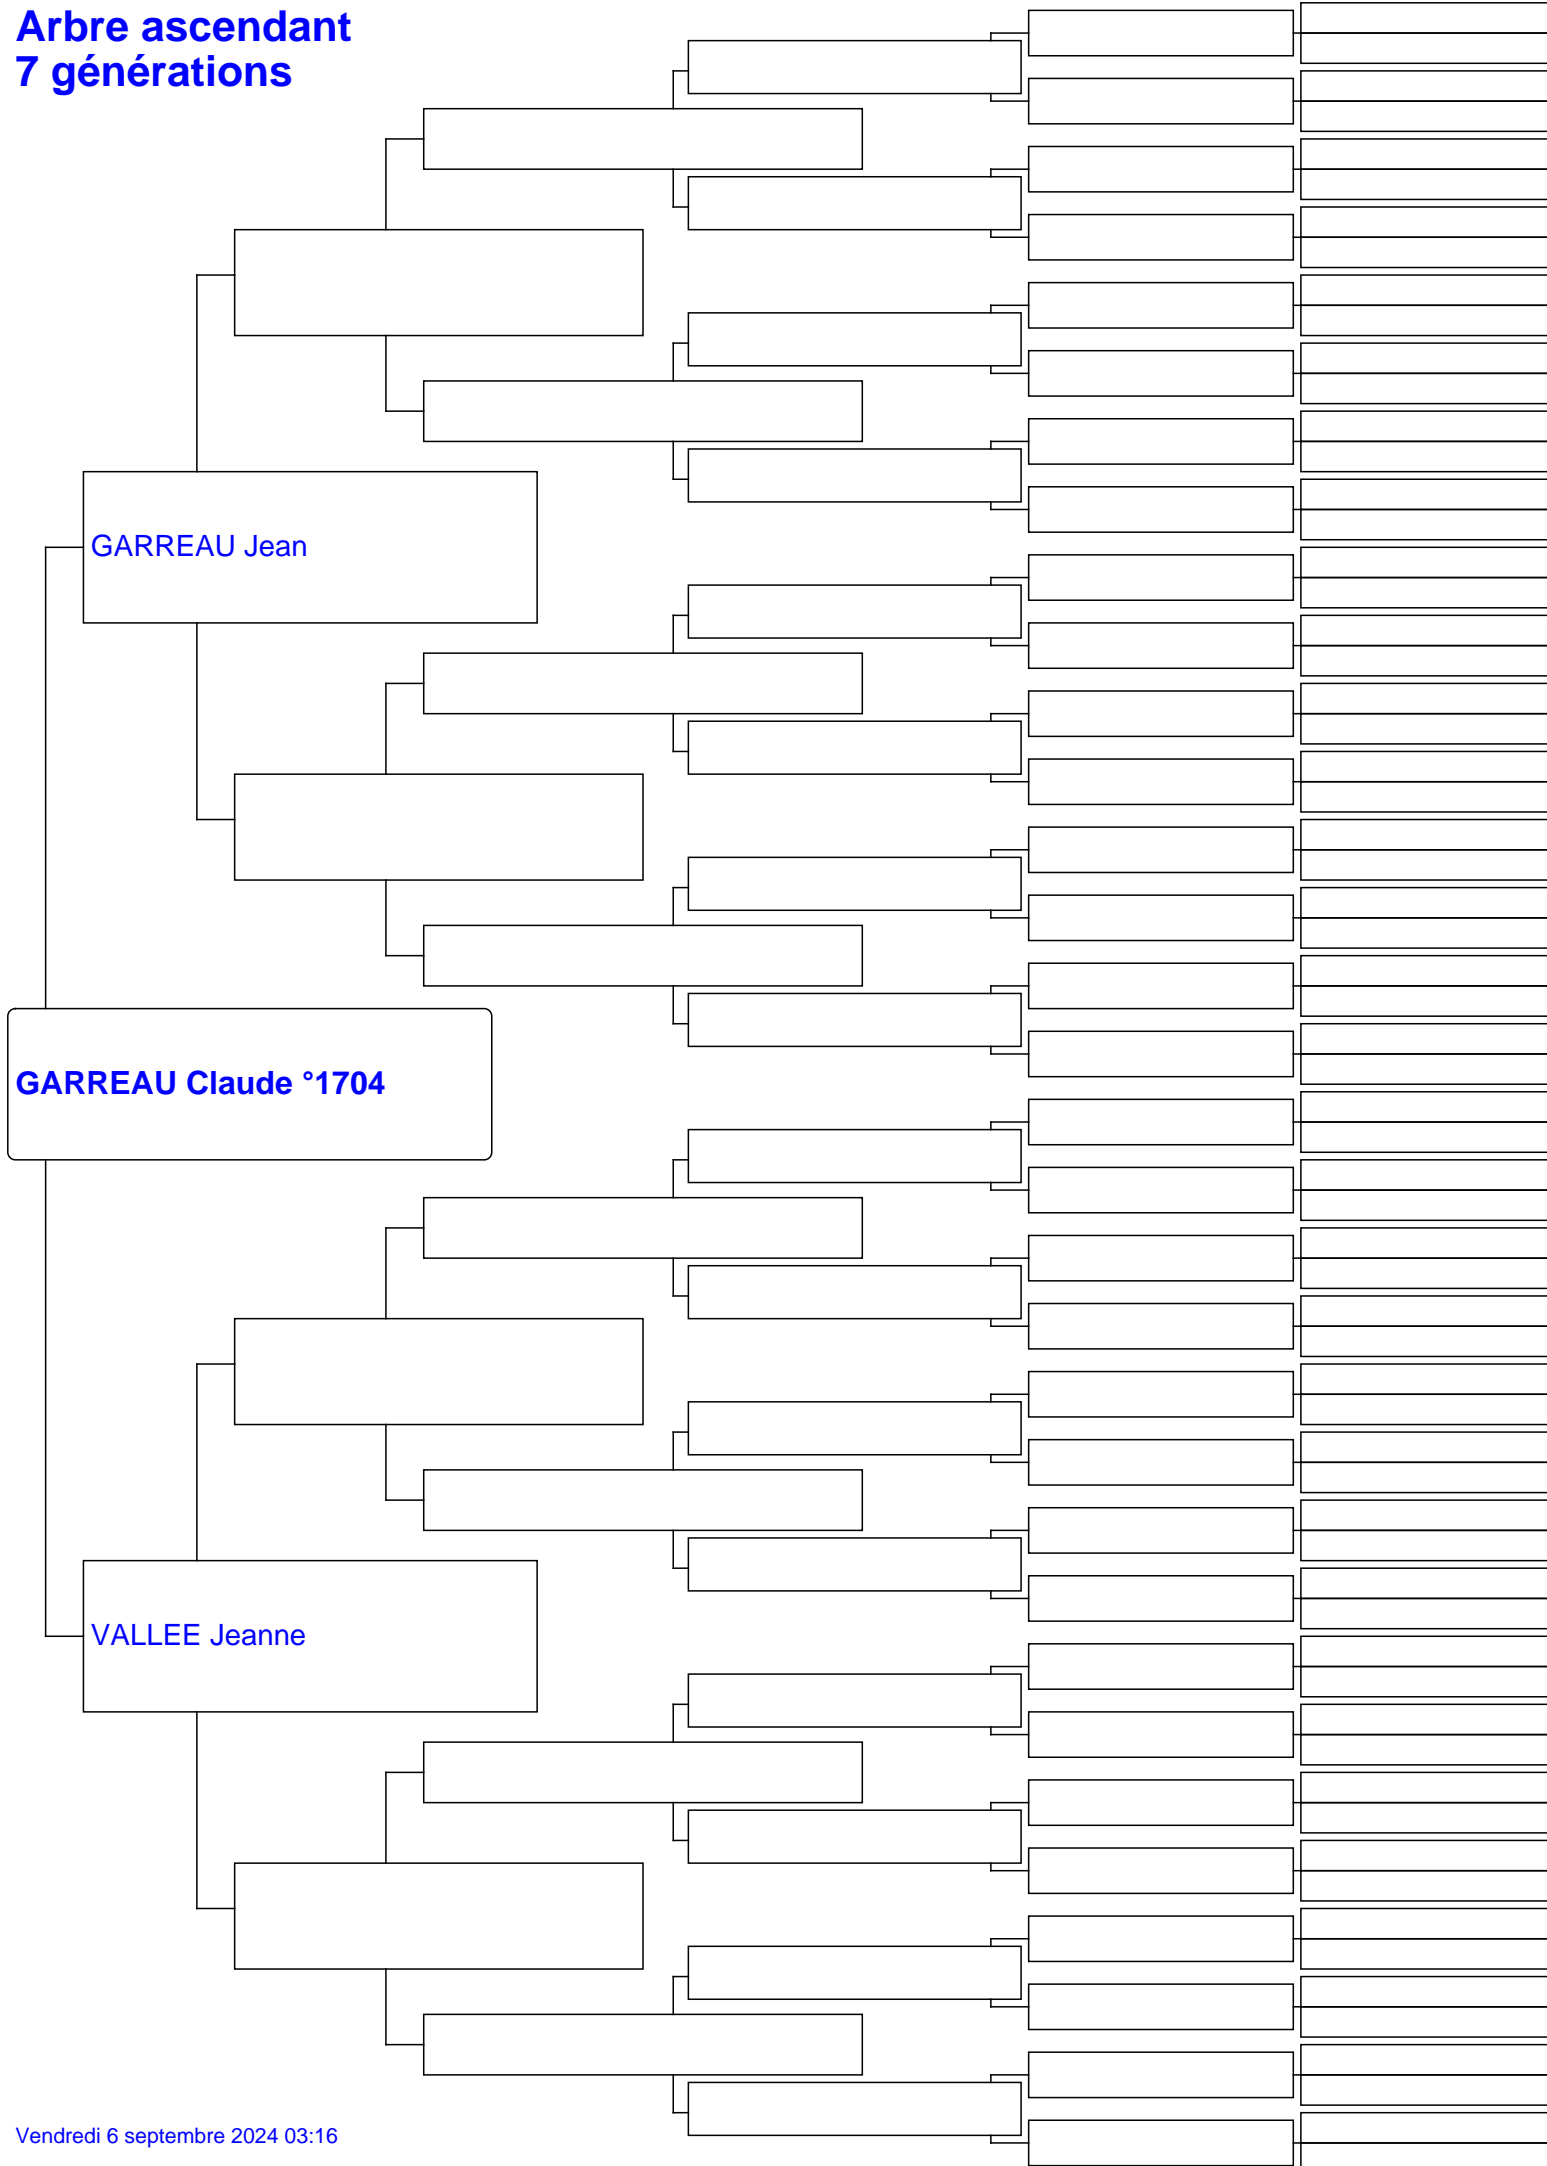 Arbre ascendant
7 générations
GARREAU Jean
GARREAU Claude °1704
VALLEE Jeanne
Vendredi 6 septembre 2024 03:16